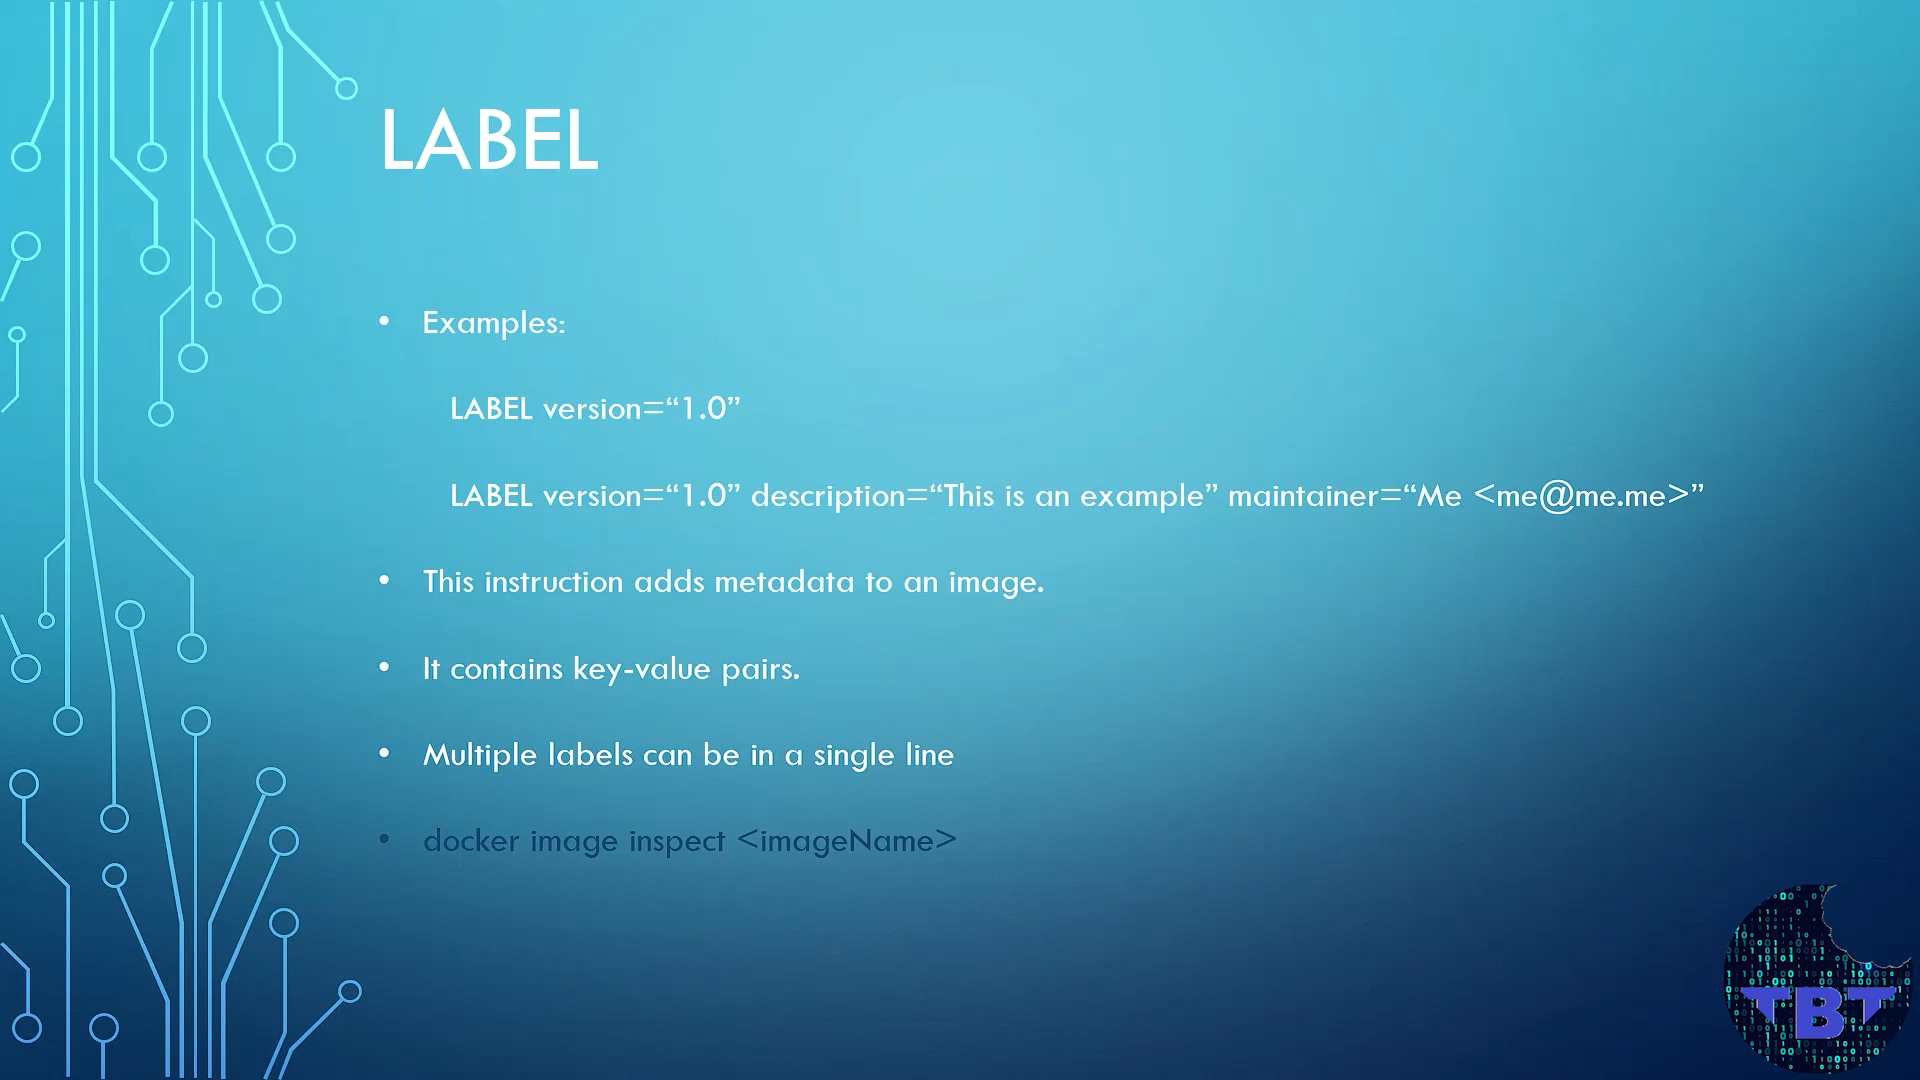 LABEL
• Examples:
LABEL version=“1.0”
LABEL version=“1.0” description=“This is an example” maintainer=“Me <me@me.me>”
• This instruction adds metadata to an image.
• It contains key-value pairs.
• Multiple labels can be in a single line
• docker image inspect <imageName>
TBT